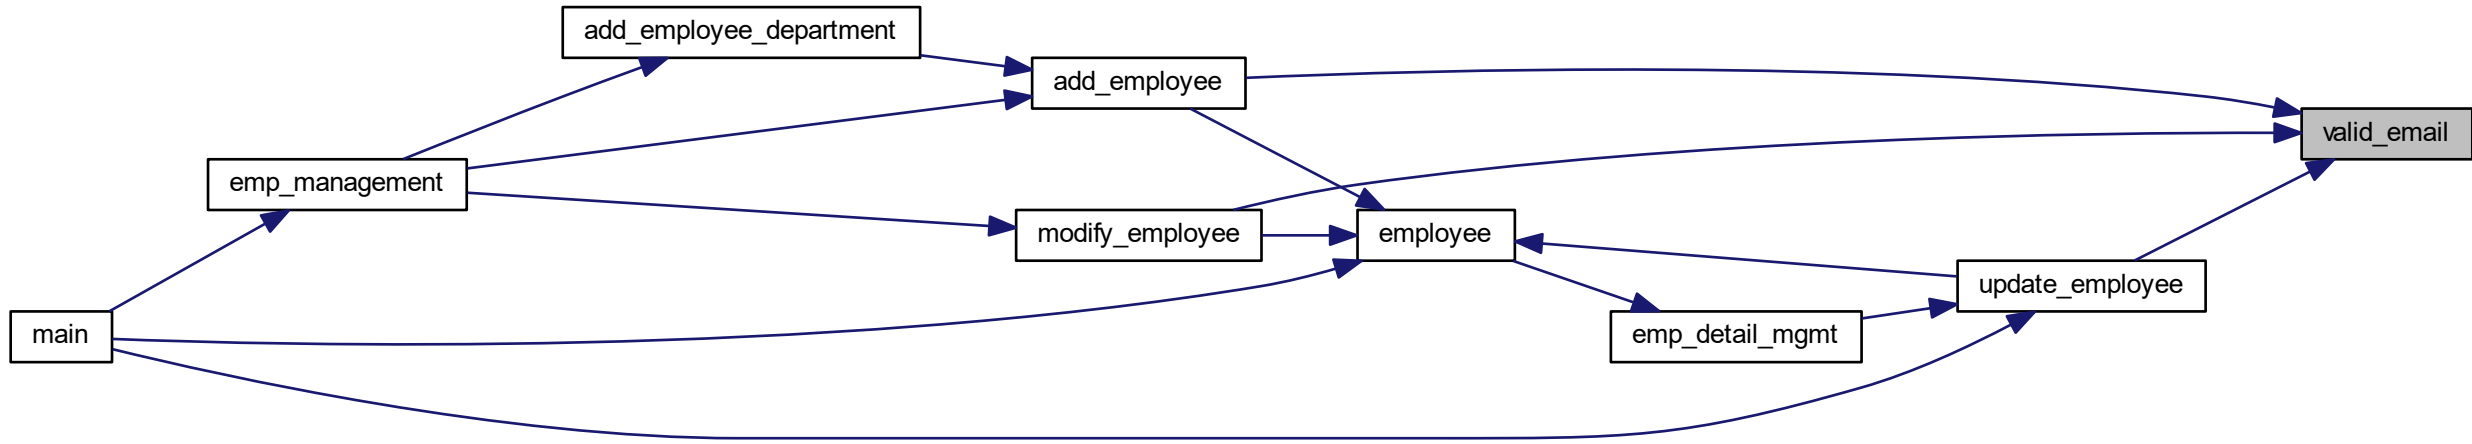 add_employee_department
add_employee
valid_email
emp_management
modify_employee
employee
update_employee
main
emp_detail_mgmt